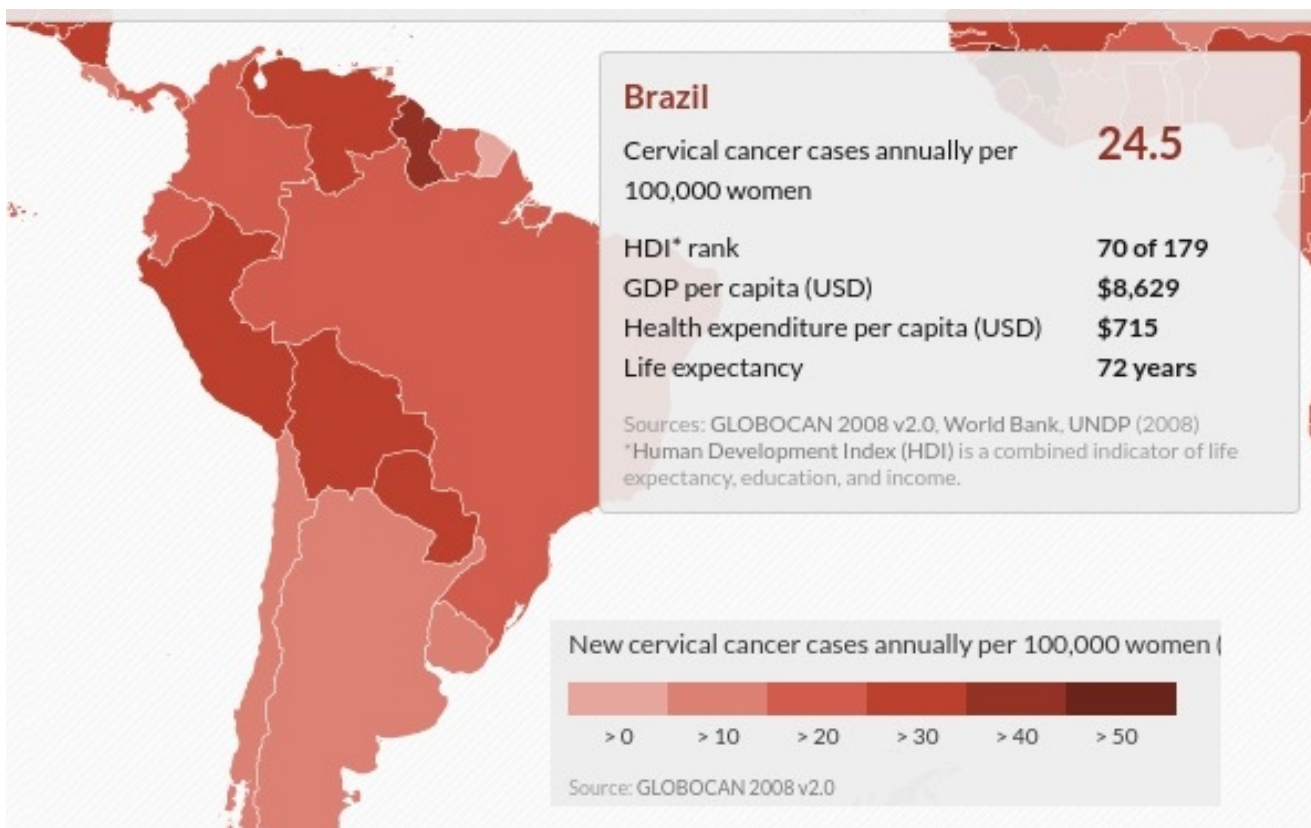 Brazil
Cervical cancer cases annually per
100,000 women
24.5
HDI* rank 70 of 179
GDP per capita (USD) $8,629
Health expenditure per capita (USD) $715
Life expectancy 72 years
Sources: GLOBOCAN 2008 v2.0, World Bank, UNDP (2008)
*Human Development Index (HDI) is a combined indicator of life
expectancy, education, and income.
New cervical cancer cases annually per 100,000 women (
> 0 > 10 > 20 > 30 > 40 > 50
Source: GLOBOCAN 2008 v2.0